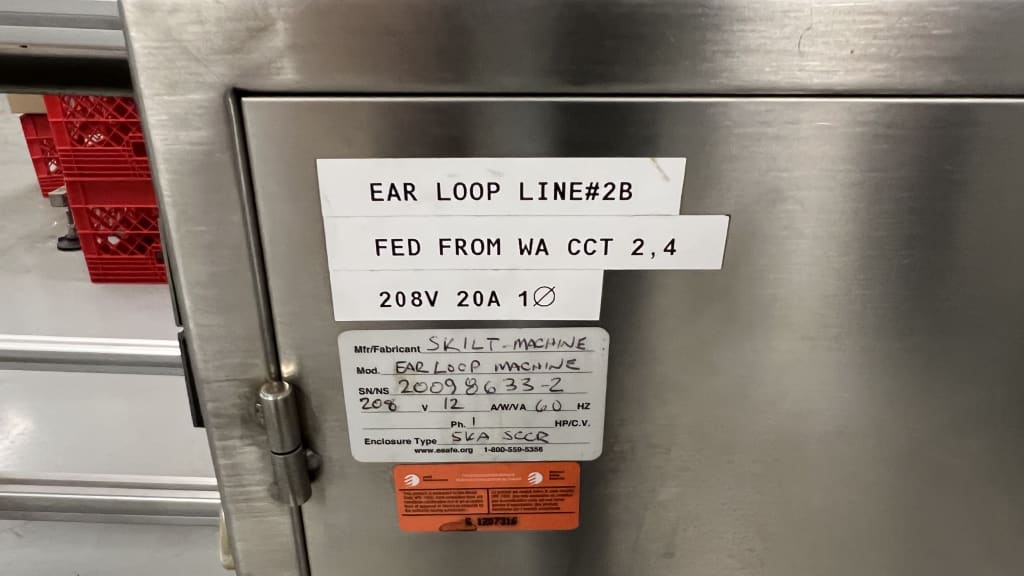 EAR LOOP LINE#2B
FED FROM WA CCT 2,4
208V 20A 1Ø
Mfr/Fabricant SKILT-MACHINE
Mod. EAR LOOP MACHINE
SN/NS 20098633-2
208 V 12 A/W/VA 60 HZ
Ph. 1 HP/C.V.
Enclosure Type 5KA SCCR
www.esafe.org 1-800-559-5356